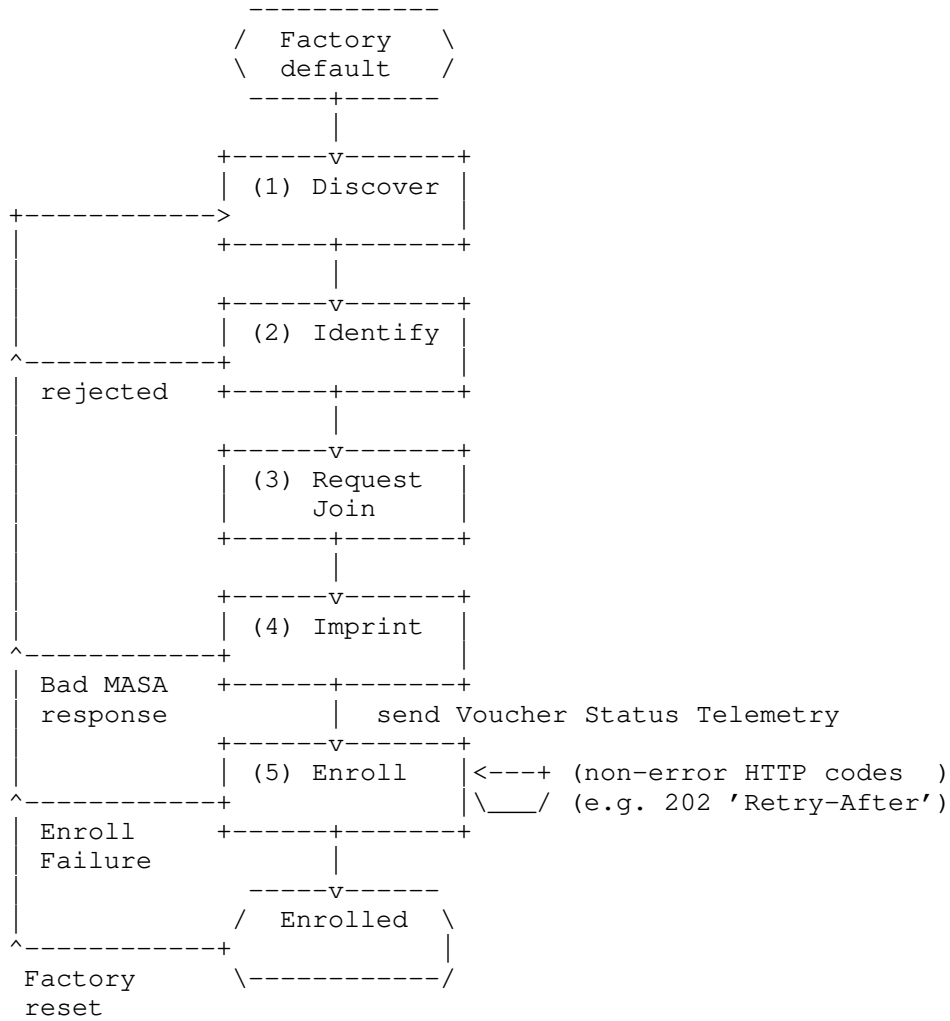 Factory
default
(1) Discover
(2) Identify
rejected
(3) Request
Join
(4) Imprint
Bad MASA
response
send Voucher Status Telemetry
(5) Enroll
(non-error HTTP codes )
(e.g. 202 'Retry-After')
Enroll
Failure
Enrolled
Factory
reset